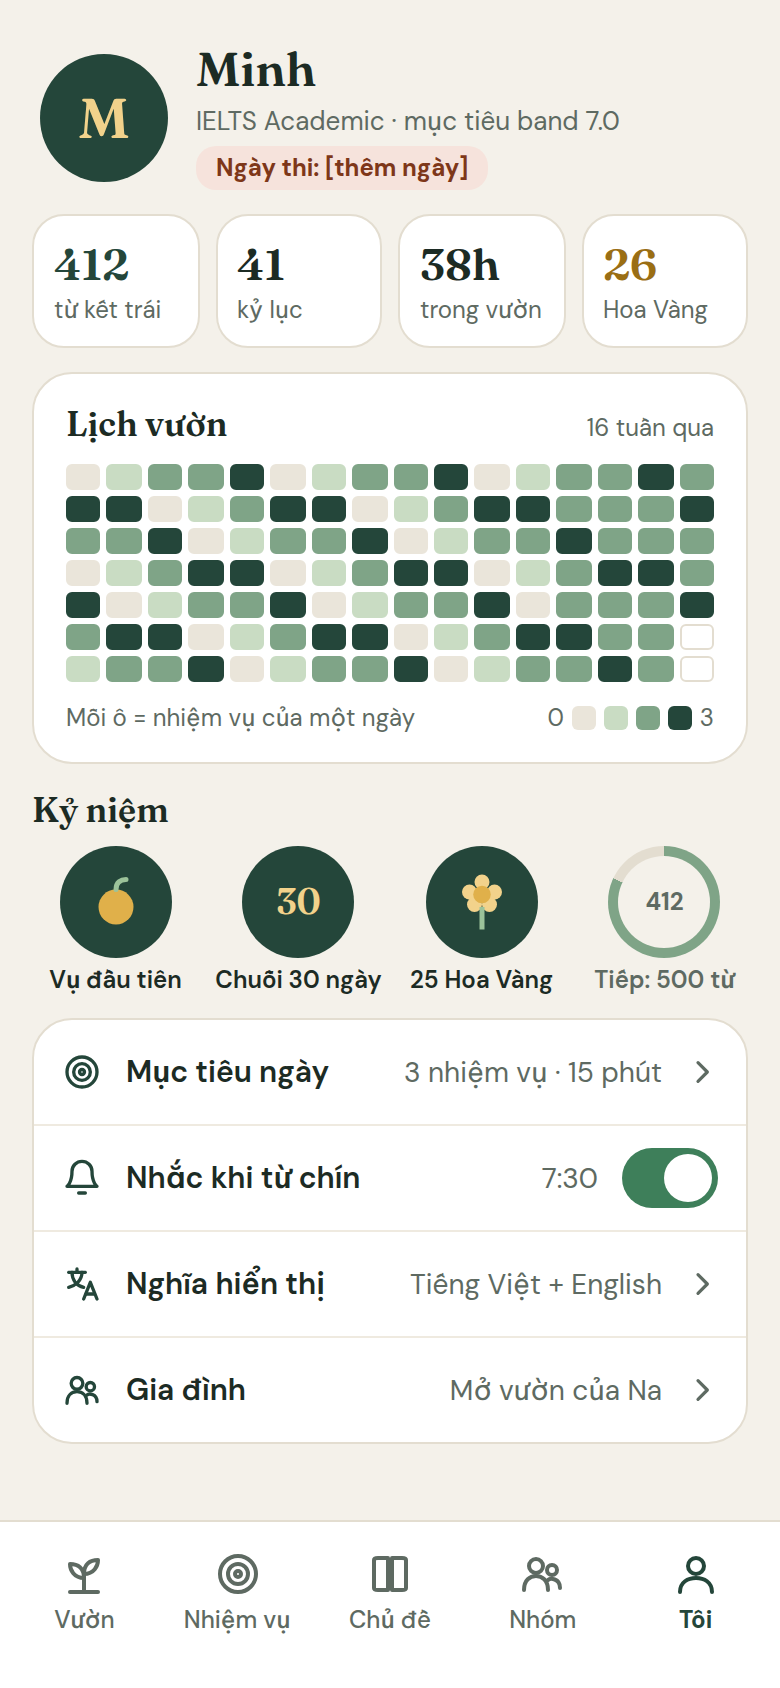 Minh
M
IELTS Academic · mục tiêu band 7.0
Ngày thi: [thêm ngày]
412
từ kết trái
41
kỷ lục
38h
trong vườn
26
Hoa Vàng
Lịch vườn
16 tuần qua
Mỗi ô = nhiệm vụ của một ngày
0
3
Kỷ niệm
30
412
Vụ đầu tiên
Chuỗi 30 ngày
25 Hoa Vàng
Tiếp: 500 từ
Mục tiêu ngày
3 nhiệm vụ · 15 phút
Nhắc khi từ chín
7:30
文A
Nghĩa hiển thị
Tiếng Việt + English
Gia đình
Mở vườn của Na
Vườn
Nhiệm vụ
Chủ đề
Nhóm
Tôi